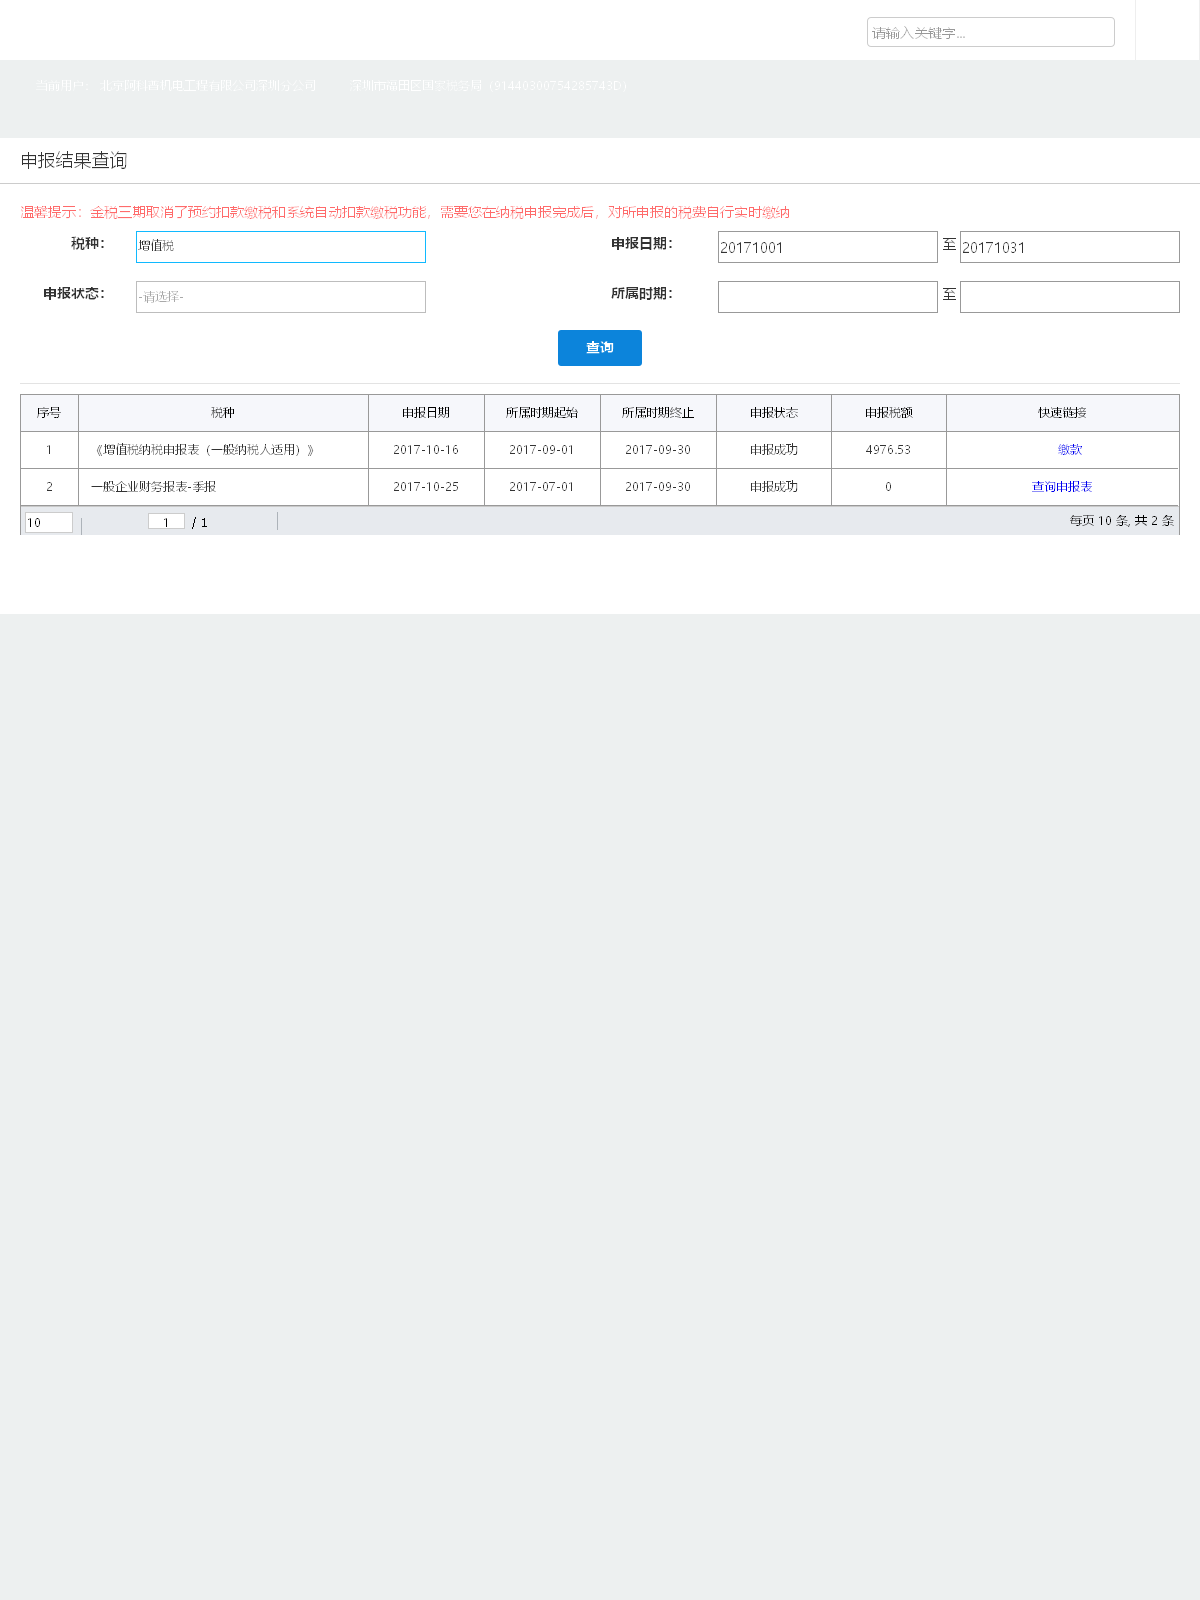 请输入关键字...
当前用户： 北京阿科西机电工程有限公司深圳分公司 深圳市福田区国家税务局
申报结果查询
温馨提示：金税三期取消了预约扣款缴税和系统自动扣款缴税功能，需要您在纳税申报完成后，对所申报的税费自行实时缴纳
税种： 增值税 申报日期： 20171001 至 20171031
申报状态： -请选择- 所属时期： 至
查询
序号 税种 申报日期 所属时期起始 所属时期终止 申报状态 申报税额 快速链接
1 《增值税纳税申报表（一般纳税人适用）》 2017-10-16 2017-09-01 2017-09-30 申报成功 4976.53 缴款
2 一般企业财务报表-季报 2017-10-25 2017-07-01 2017-09-30 申报成功 0 查询申报表
10 1 / 1 每页 10 条, 共 2 条